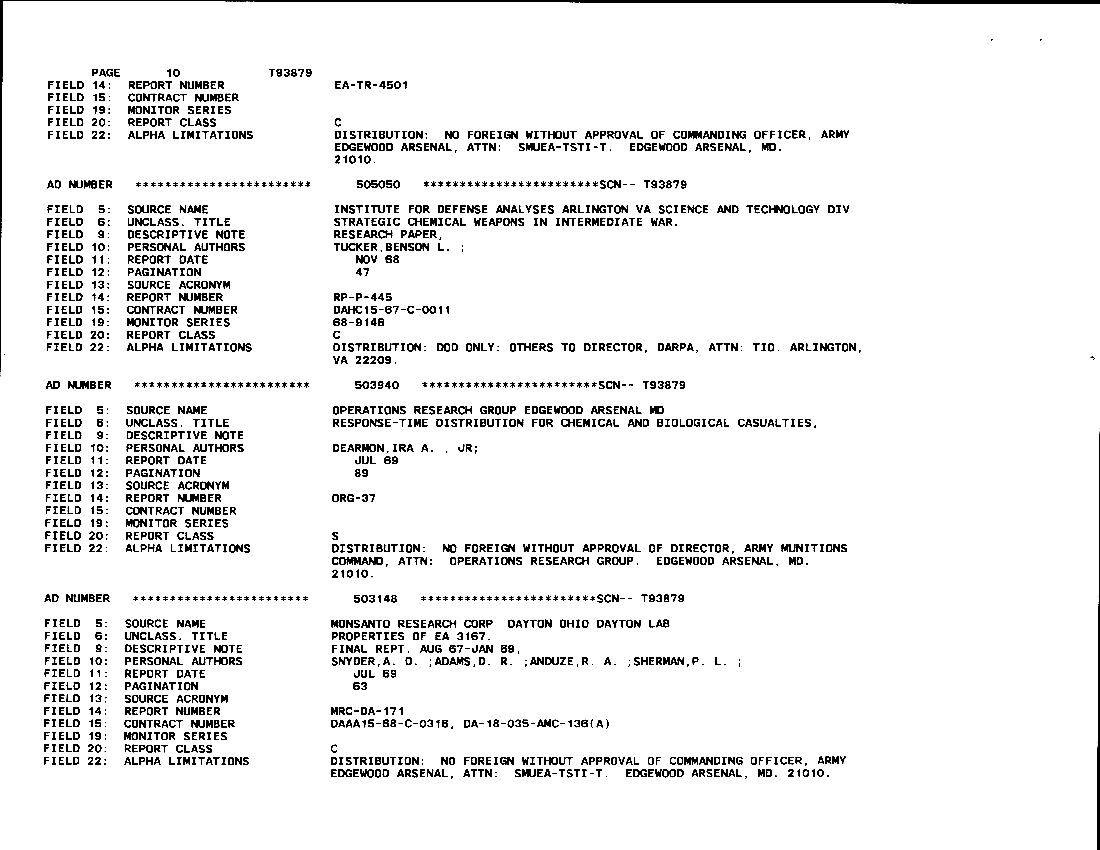 PAGE 10 T93879
FIELD 14: REPORT NUMBER EA-TR-4501
FIELD 15: CONTRACT NUMBER
FIELD 19: MONITOR SERIES
FIELD 20: REPORT CLASS C
FIELD 22: ALPHA LIMITATIONS DISTRIBUTION: NO FOREIGN WITHOUT APPROVAL OF COMMANDING OFFICER, ARMY
EDGEWOOD ARSENAL, ATTN: SMUEA-TSTI-T. EDGEWOOD ARSENAL, MD.
21010.
AD NUMBER ************************ 505050 ************************SCN-- T93879
FIELD 5: SOURCE NAME INSTITUTE FOR DEFENSE ANALYSES ARLINGTON VA SCIENCE AND TECHNOLOGY DIV
FIELD 6: UNCLASS. TITLE STRATEGIC CHEMICAL WEAPONS IN INTERMEDIATE WAR.
FIELD 9: DESCRIPTIVE NOTE RESEARCH PAPER,
FIELD 10: PERSONAL AUTHORS TUCKER,BENSON L. ;
FIELD 11: REPORT DATE NOV 68
FIELD 12: PAGINATION 47
FIELD 13: SOURCE ACRONYM
FIELD 14: REPORT NUMBER RP-P-445
FIELD 15: CONTRACT NUMBER DAHC15-67-C-0011
FIELD 19: MONITOR SERIES 68-9146
FIELD 20: REPORT CLASS C
FIELD 22: ALPHA LIMITATIONS DISTRIBUTION: DOD ONLY: OTHERS TO DIRECTOR, DARPA, ATTN: TIO. ARLINGTON,
VA 22209.
AD NUMBER ************************ 503940 ************************SCN-- T93879
FIELD 5: SOURCE NAME OPERATIONS RESEARCH GROUP EDGEWOOD ARSENAL MD
FIELD 6: UNCLASS. TITLE RESPONSE-TIME DISTRIBUTION FOR CHEMICAL AND BIOLOGICAL CASUALTIES,
FIELD 9: DESCRIPTIVE NOTE
FIELD 10: PERSONAL AUTHORS DEARMON,IRA A. , JR;
FIELD 11: REPORT DATE JUL 69
FIELD 12: PAGINATION 89
FIELD 13: SOURCE ACRONYM
FIELD 14: REPORT NUMBER ORG-37
FIELD 15: CONTRACT NUMBER
FIELD 19: MONITOR SERIES
FIELD 20: REPORT CLASS S
FIELD 22: ALPHA LIMITATIONS DISTRIBUTION: NO FOREIGN WITHOUT APPROVAL OF DIRECTOR, ARMY MUNITIONS
COMMAND, ATTN: OPERATIONS RESEARCH GROUP. EDGEWOOD ARSENAL, MD.
21010.
AD NUMBER ************************ 503148 ************************SCN-- T93879
FIELD 5: SOURCE NAME MONSANTO RESEARCH CORP DAYTON OHIO DAYTON LAB
FIELD 6: UNCLASS. TITLE PROPERTIES OF EA 3167.
FIELD 9: DESCRIPTIVE NOTE FINAL REPT. AUG 67-JAN 69,
FIELD 10: PERSONAL AUTHORS SNYDER,A. D. ;ADAMS,D. R. ;ANDUZE,R. A. ;SHERMAN,P. L. ;
FIELD 11: REPORT DATE JUL 69
FIELD 12: PAGINATION 63
FIELD 13: SOURCE ACRONYM
FIELD 14: REPORT NUMBER MRC-DA-171
FIELD 15: CONTRACT NUMBER DAAA15-68-C-0316, DA-18-035-AMC-136(A)
FIELD 19: MONITOR SERIES
FIELD 20: REPORT CLASS C
FIELD 22: ALPHA LIMITATIONS DISTRIBUTION: NO FOREIGN WITHOUT APPROVAL OF COMMANDING OFFICER, ARMY
EDGEWOOD ARSENAL, ATTN: SMUEA-TSTI-T. EDGEWOOD ARSENAL, MD. 21010.